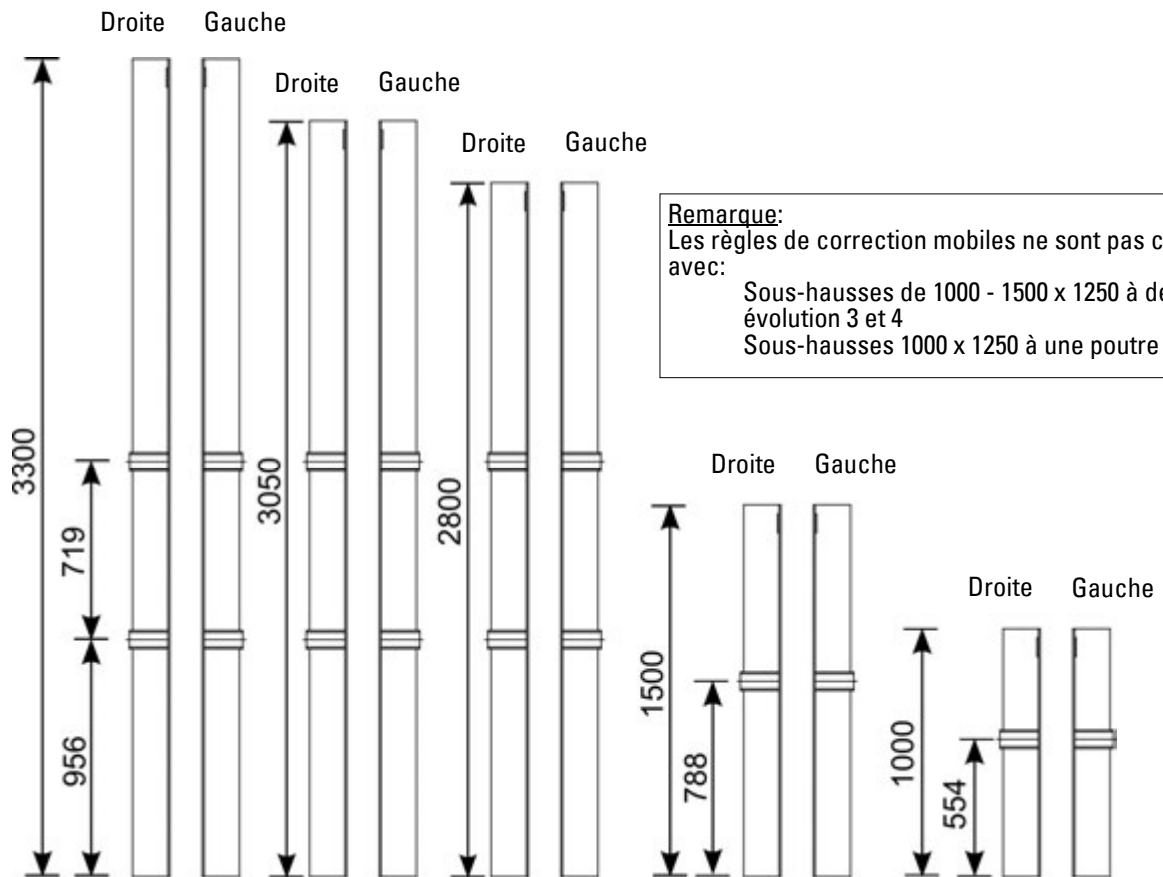 Droite Gauche
Droite Gauche
Droite Gauche
Remarque:
Les règles de correction mobiles ne sont pas
avec:
Sous-hausses de 1000 - 1500 x 1250 à
évolution 3 et 4
Sous-hausses 1000 x 1250 à une poutre
Droite Gauche
Droite Gauche
3300
719
956
3050
2800
1500
788
1000
554